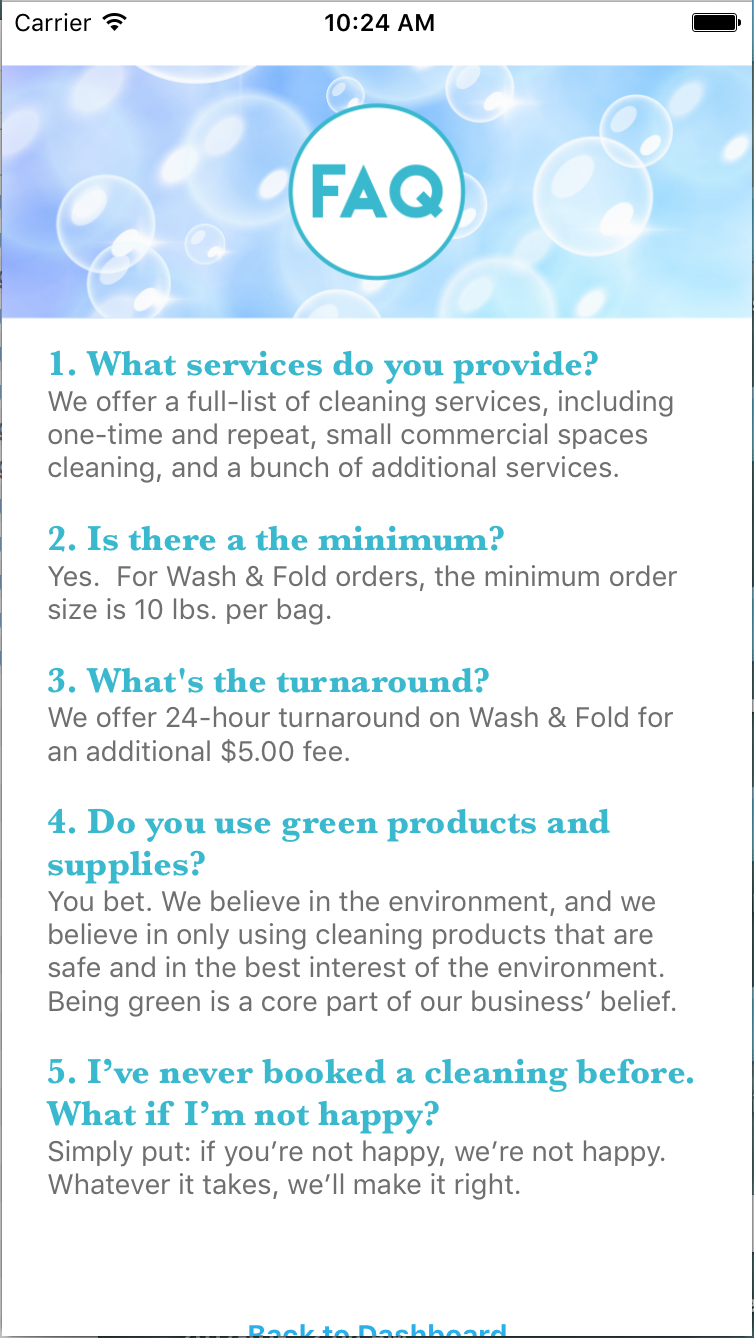 Carrier 10:24 AM
FAQ
1. What services do you provide?
We offer a full-list of cleaning services, including
one-time and repeat, small commercial spaces
cleaning, and a bunch of additional services.
2. Is there a the minimum?
Yes.  For Wash & Fold orders, the minimum order
size is 10 lbs. per bag.
3. What's the turnaround?
We offer 24-hour turnaround on Wash & Fold for
an additional $5.00 fee.
4. Do you use green products and
supplies?
You bet. We believe in the environment, and we
believe in only using cleaning products that are
safe and in the best interest of the environment.
Being green is a core part of our business’ belief.
5. I’ve never booked a cleaning before.
What if I’m not happy?
Simply put: if you’re not happy, we’re not happy.
Whatever it takes, we’ll make it right.
Back to Dashboard